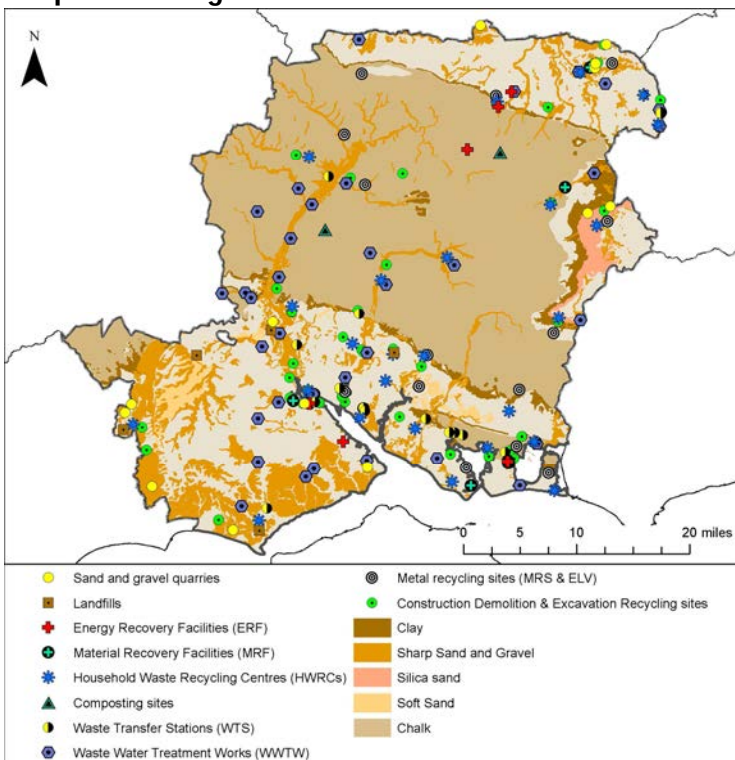 N
0 5 10 20 miles
Sand and gravel quarries
Landfills
Energy Recovery Facilities (ERF)
Material Recovery Facilities (MRF)
Household Waste Recycling Centres (HWRCs)
Composting sites
Waste Transfer Stations (WTS)
Waste Water Treatment Works (WWTW)
Metal recycling sites (MRS & ELV)
Construction Demolition & Excavation Recycling sites
Clay
Sharp Sand and Gravel
Silica sand
Soft Sand
Chalk